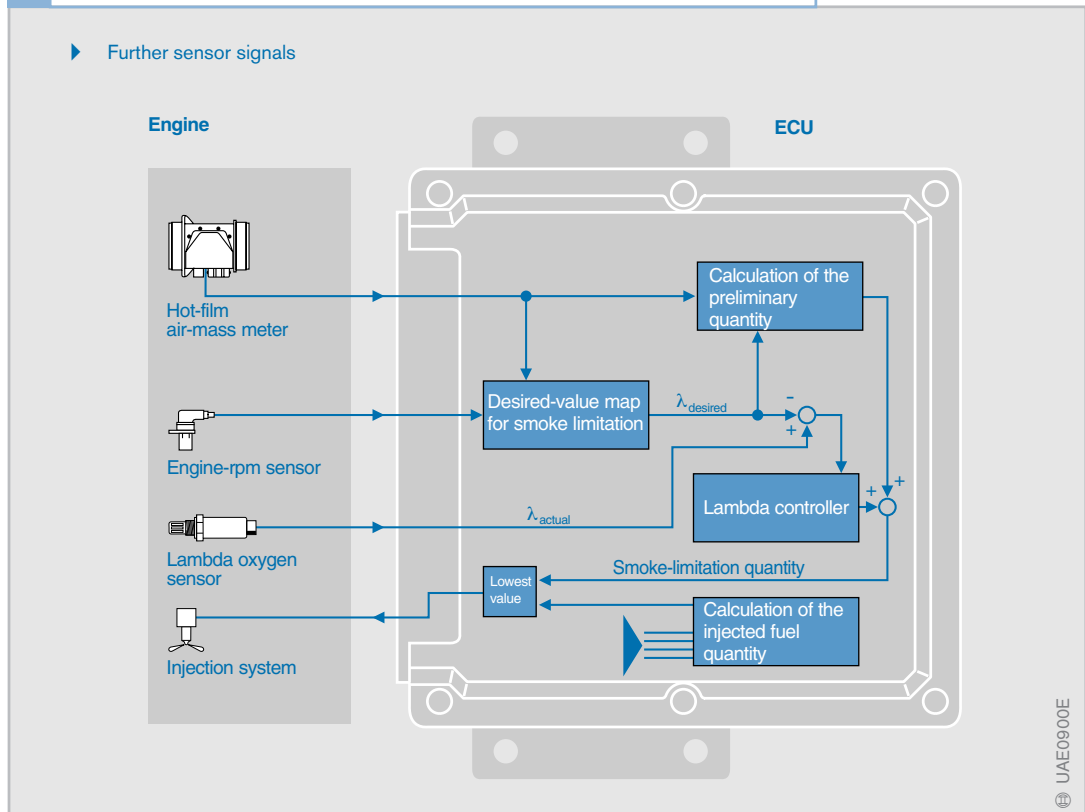 Further sensor signals
Engine
ECU
Hot-film
air-mass meter
Calculation of the
preliminary
quantity
Desired-value map
for smoke limitation
λdesired
-
+
Engine-rpm sensor
Lambda controller
+
+
λactual
Lambda oxygen
sensor
Smoke-limitation quantity
Lowest
value
Calculation of the
injected fuel
quantity
Injection system
UAE0900E